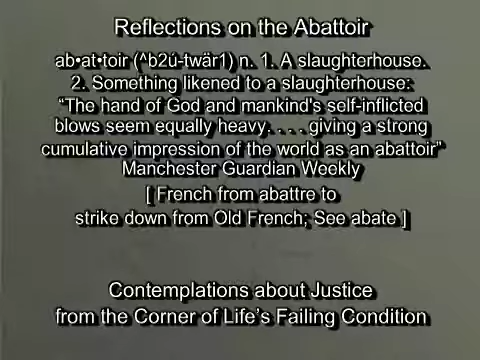 Reflections on the Abattoir
ab•at•toir (^b2ú-twär1) n. 1. A slaughterhouse.
2. Something likened to a slaughterhouse:
“The hand of God and mankind's self-inflicted
blows seem equally heavy. . . . giving a strong
cumulative impression of the world as an abattoir”
Manchester Guardian Weekly
[ French from abattre to
strike down from Old French; See abate ]
Contemplations about Justice
from the Corner of Life’s Failing Condition